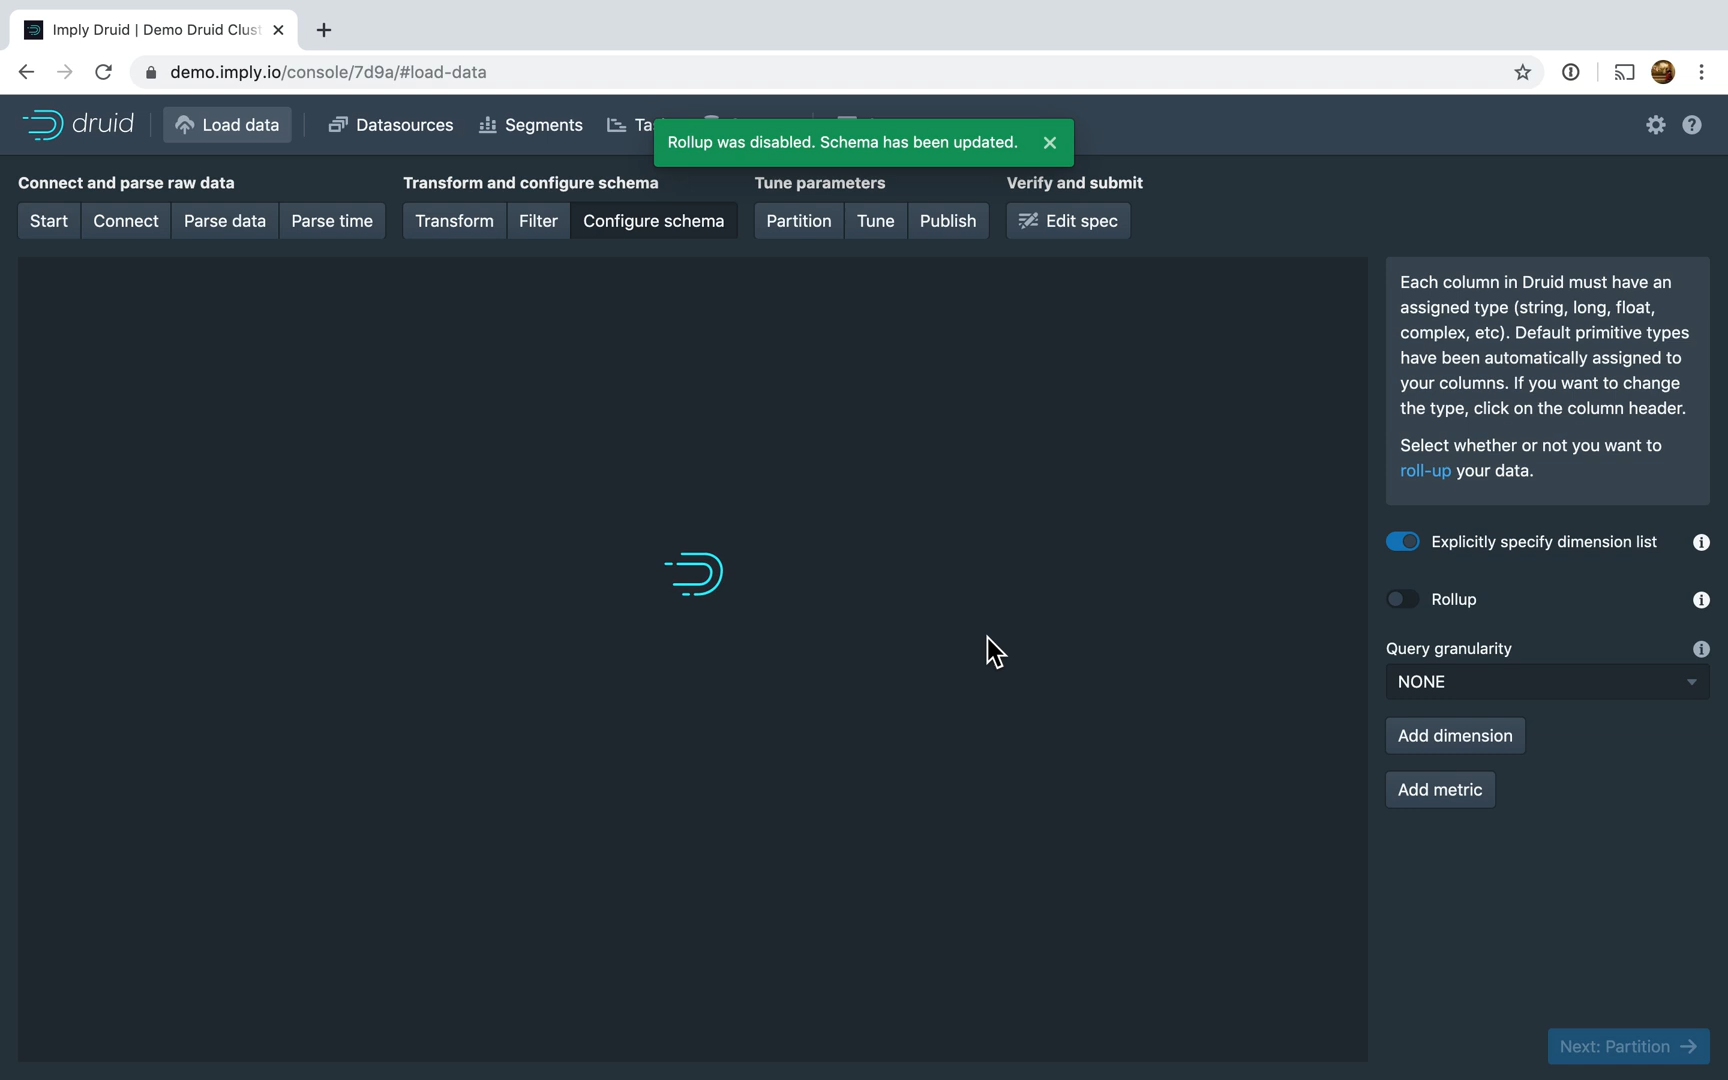 Imply Druid | Demo Druid Clust
demo.imply.io/console/7d9a/#load-data
druid
Load data
Datasources
Segments
Rollup was disabled. Schema has been updated.
Connect and parse raw data
Transform and configure schema
Tune parameters
Verify and submit
Start
Connect
Parse data
Parse time
Transform
Filter
Configure schema
Partition
Tune
Publish
Edit spec
Each column in Druid must have an
assigned type (string, long, float,
complex, etc). Default primitive types
have been automatically assigned to
your columns. If you want to change
the type, click on the column header.
Select whether or not you want to
roll-up your data.
Explicitly specify dimension list
Rollup
Query granularity
NONE
Add dimension
Add metric
Next: Partition